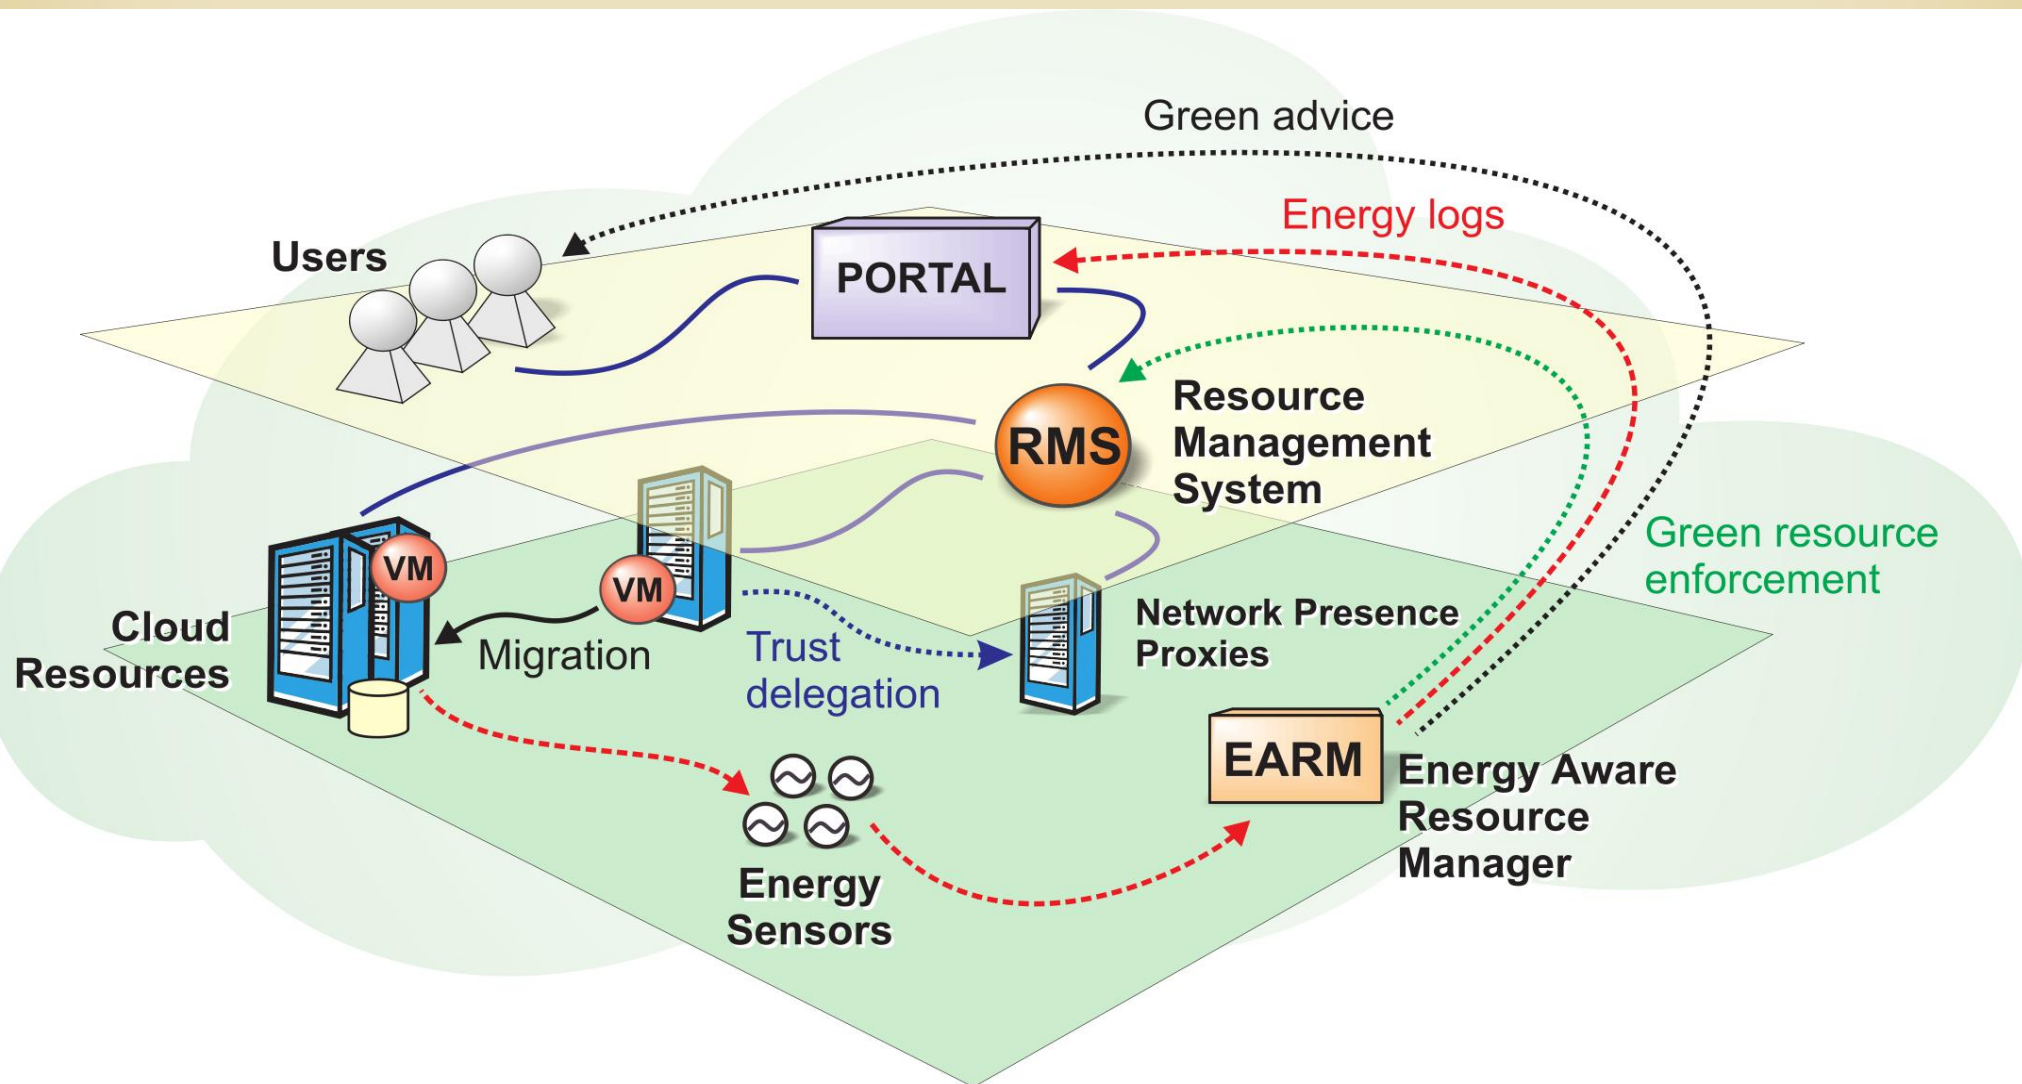 Green advice
Energy logs
Users
PORTAL
RMS
Resource
Management
System
Green resource
enforcement
VM
VM
Cloud
Resources
Migration
Trust
delegation
Network Presence
Proxies
EARM
Energy Aware
Resource
Manager
Energy
Sensors